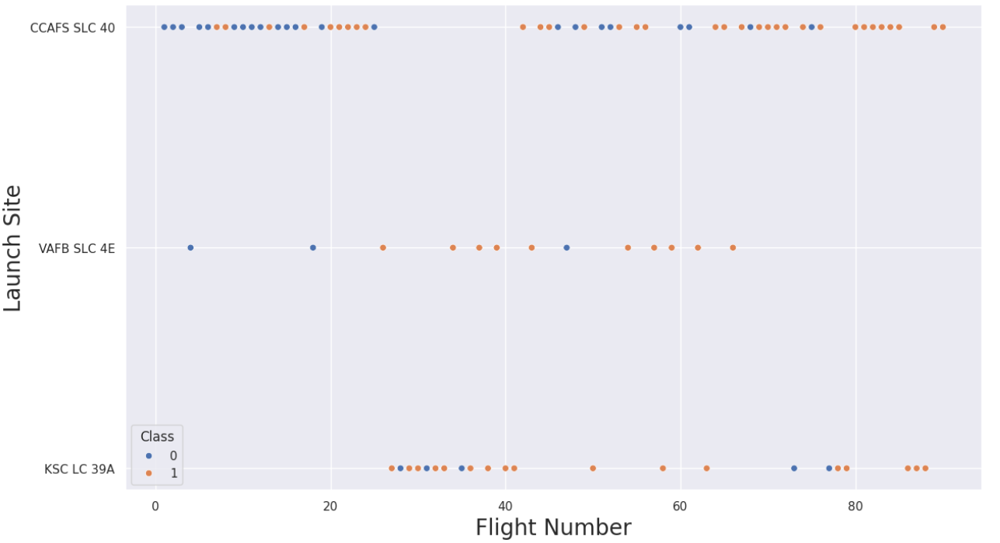 CCAFS SLC 40
VAFB SLC 4E
KSC LC 39A
Launch Site
Class
0
1
0 20 40 60 80
Flight Number